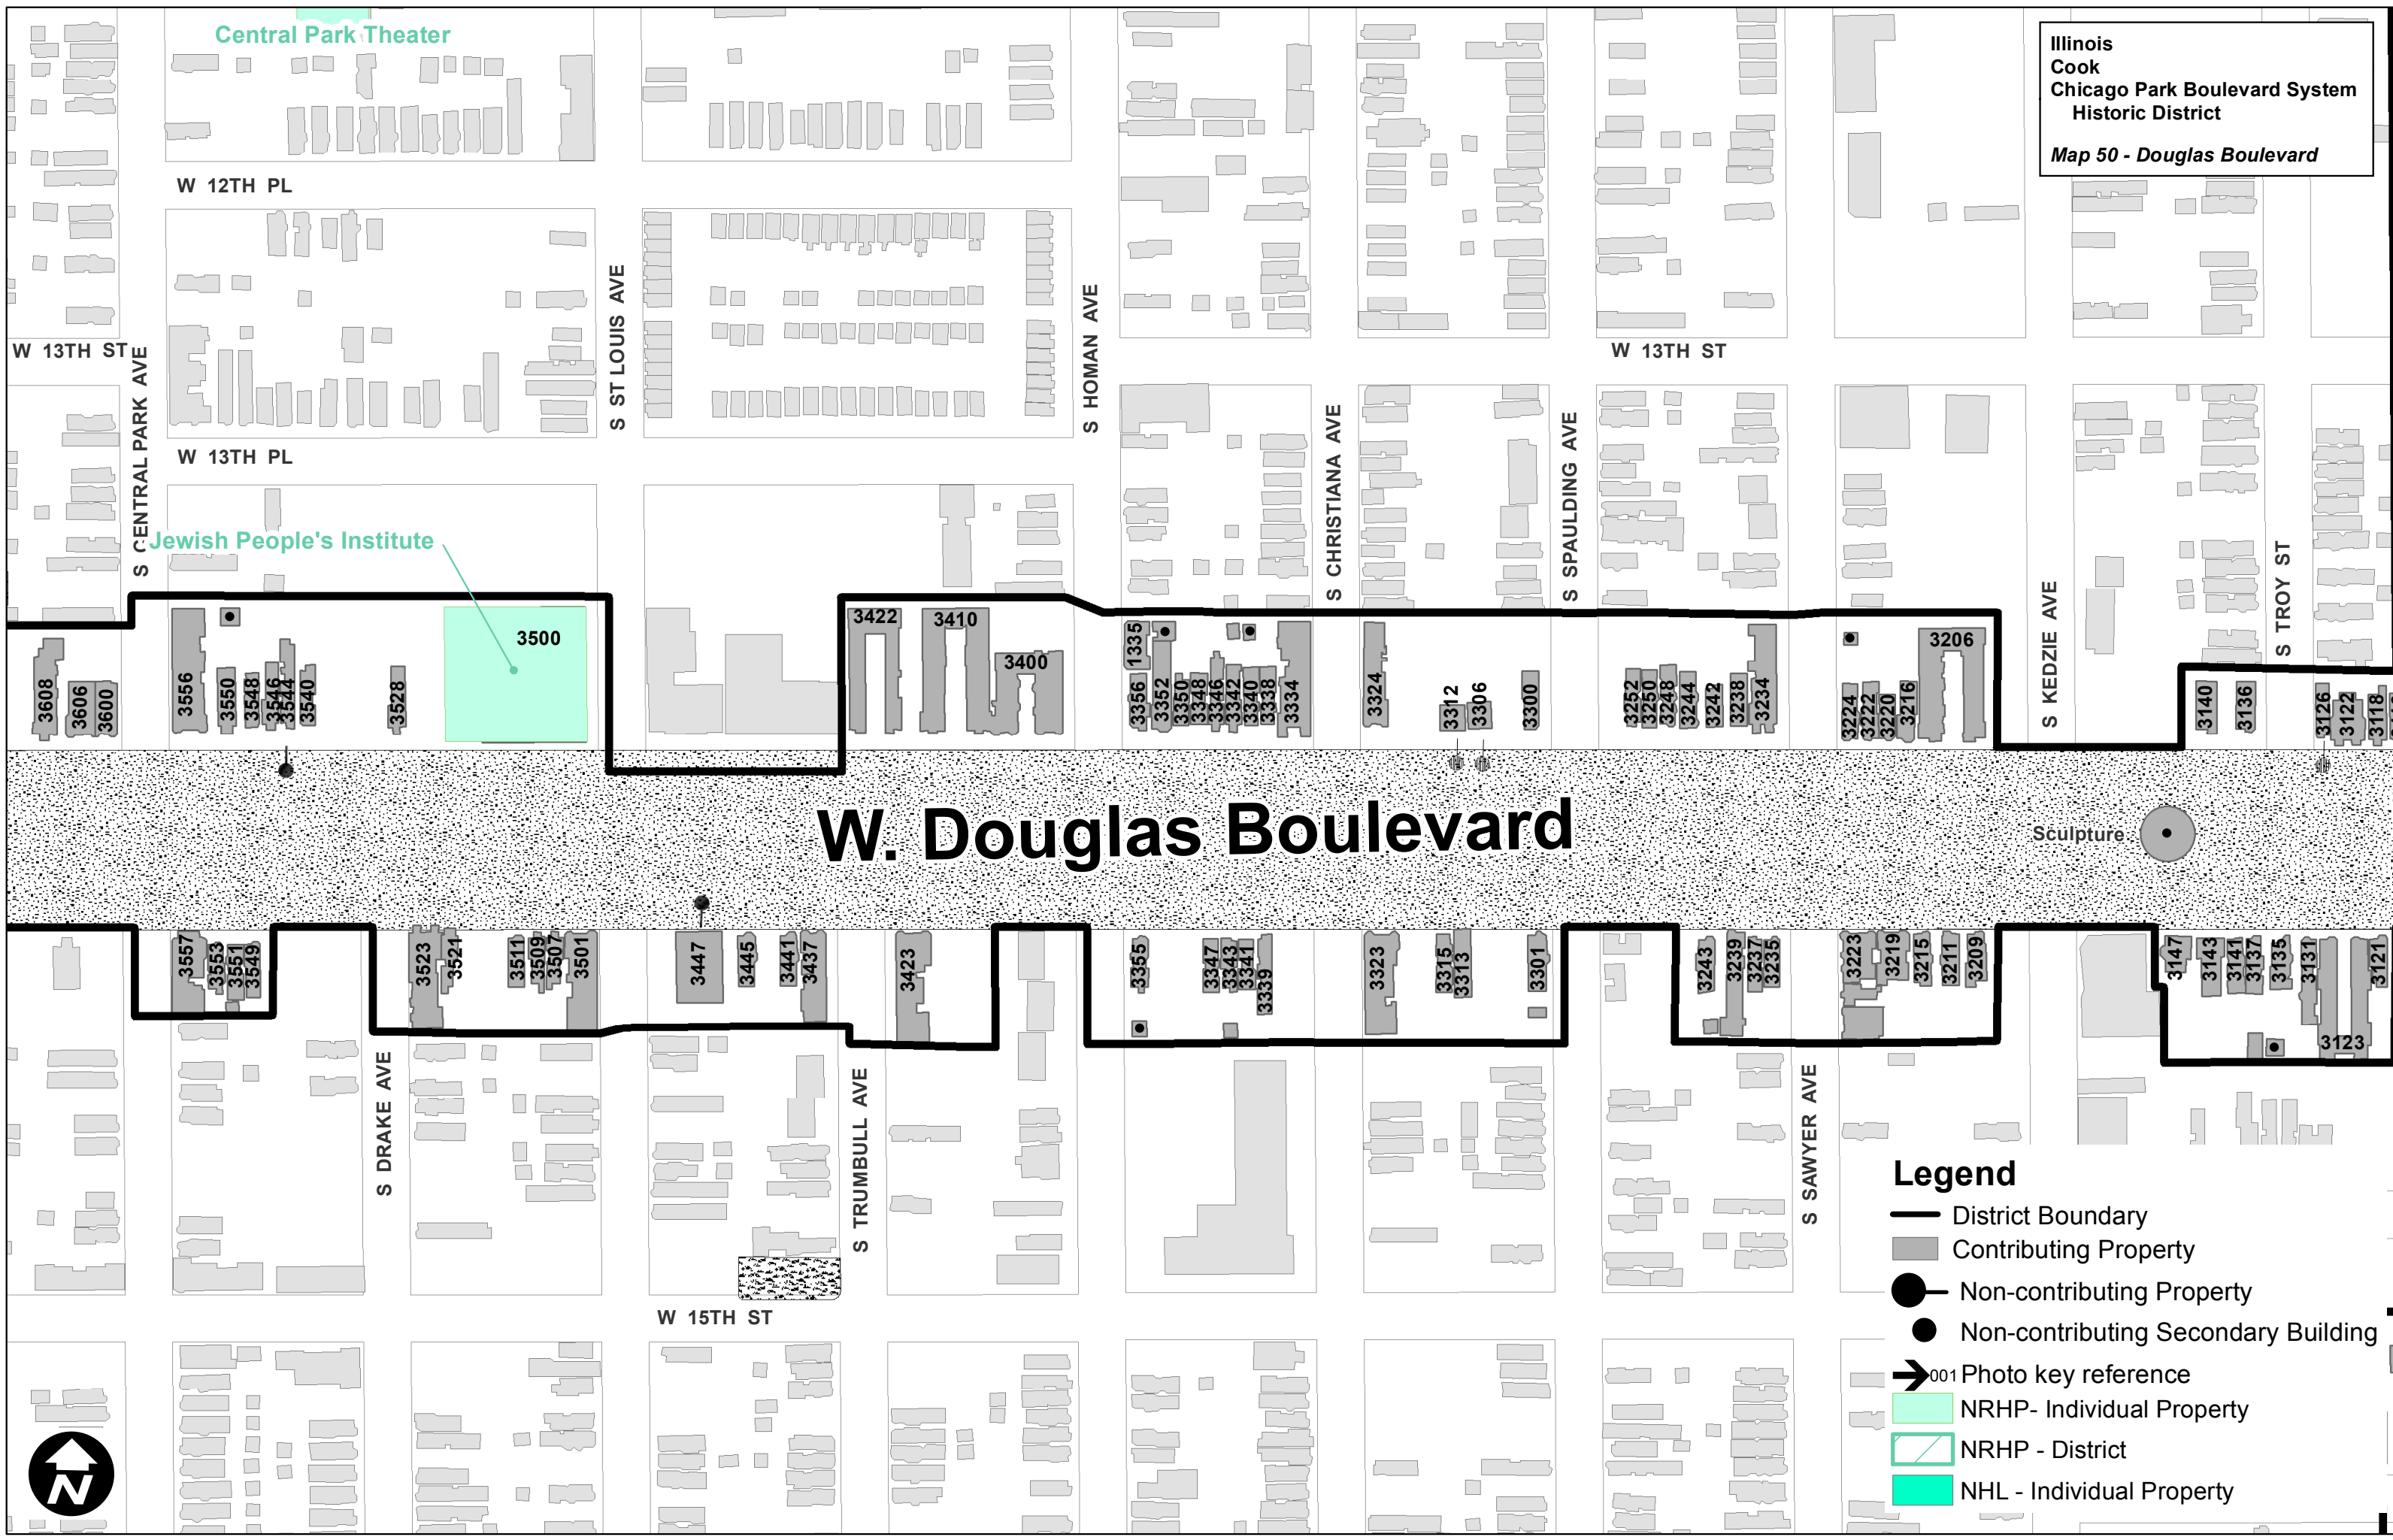 Central Park Theater
Illinois
Cook
Chicago Park Boulevard System
Historic District
Map 50 - Douglas Boulevard
W 12TH PL
W 13TH ST
W 13TH ST
S CENTRAL PARK AVE
S ST LOUIS AVE
S HOMAN AVE
S CHRISTIANA AVE
S SPAULDING AVE
S KEDZIE AVE
S TROY ST
W 13TH PL
Jewish People's Institute
3608
3606
3600
3556
3550
3548
3546
3544
3540
3528
3500
3422
3410
3400
1335
3356
3352
3350
3348
3346
3342
3340
3338
3334
3324
3312
3306
3300
3252
3250
3248
3244
3242
3238
3234
3224
3222
3220
3216
3206
3140
3136
3126
3122
3118
W. Douglas Boulevard
Sculpture
3557
3553
3551
3549
3523
3521
3511
3509
3507
3501
3447
3445
3441
3437
3423
3355
3347
3343
3341
3339
3323
3315
3313
3301
3243
3239
3237
3235
3223
3219
3215
3211
3209
3147
3143
3141
3137
3135
3131
3123
3121
S DRAKE AVE
S TRUMBULL AVE
S SAWYER AVE
W 15TH ST
Legend
District Boundary
Contributing Property
Non-contributing Property
Non-contributing Secondary Building
001 Photo key reference
NRHP- Individual Property
NRHP - District
NHL - Individual Property
N